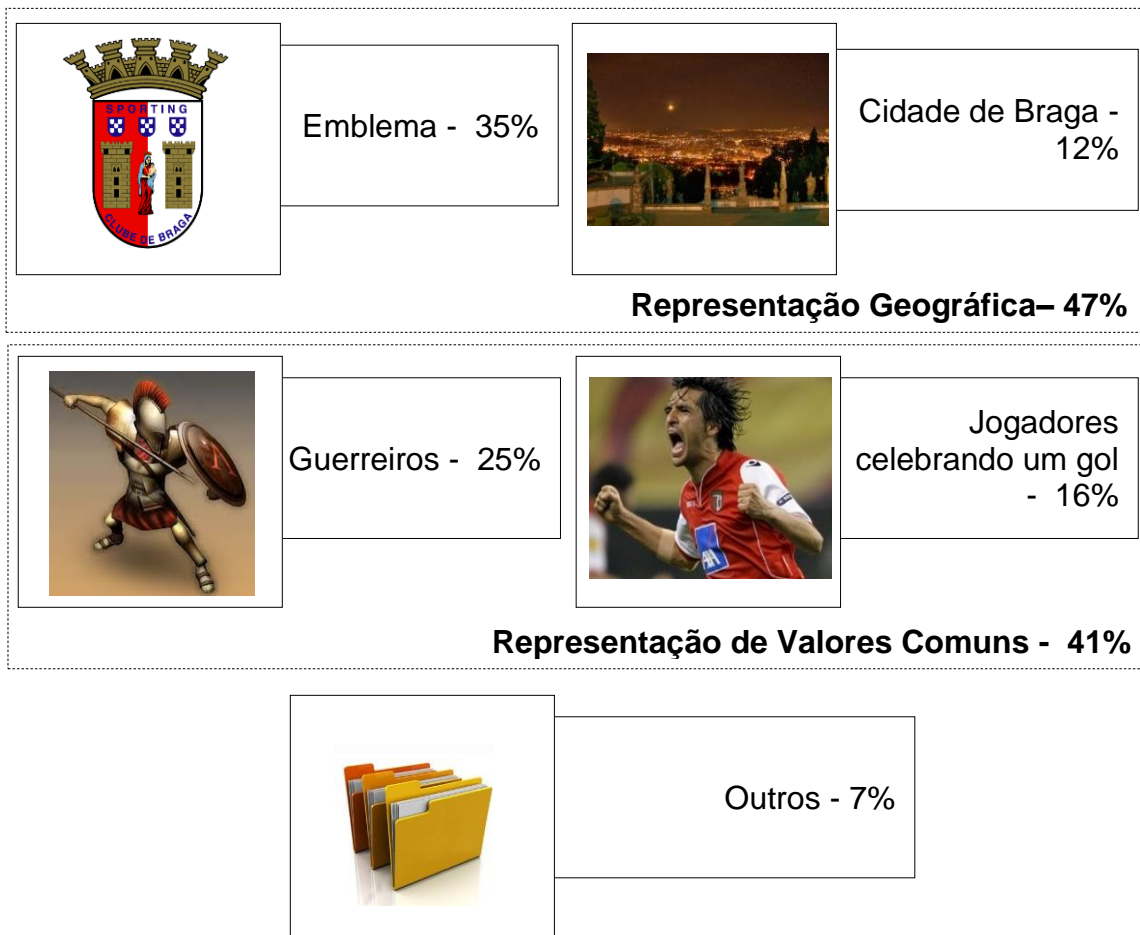 SPORTING
CLUBE DE BRAGA
Emblema - 35%
Cidade de Braga -
12%
Representação Geográfica– 47%
Guerreiros - 25%
AXA
Jogadores
celebrando um gol
- 16%
Representação de Valores Comuns - 41%
Outros - 7%